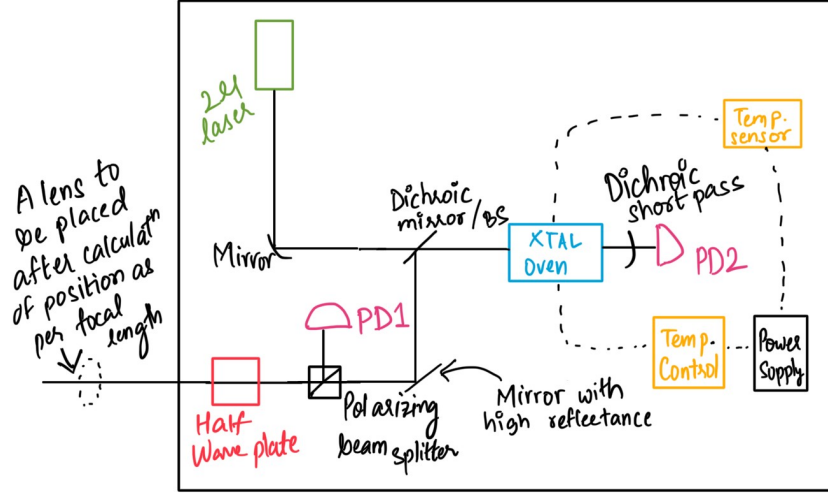 2μ
laser
Temp.
sensor
A lens to
be placed
after calculatn
of position as
per focal
length
Dichroic
mirror/BS
Dichroic
short pass
Mirror
XTAL
Oven
PD2
PD1
Temp.
Control
Power
Supply
Half
Wave plate
Polarizing
beam
splitter
Mirror with
high reflectance